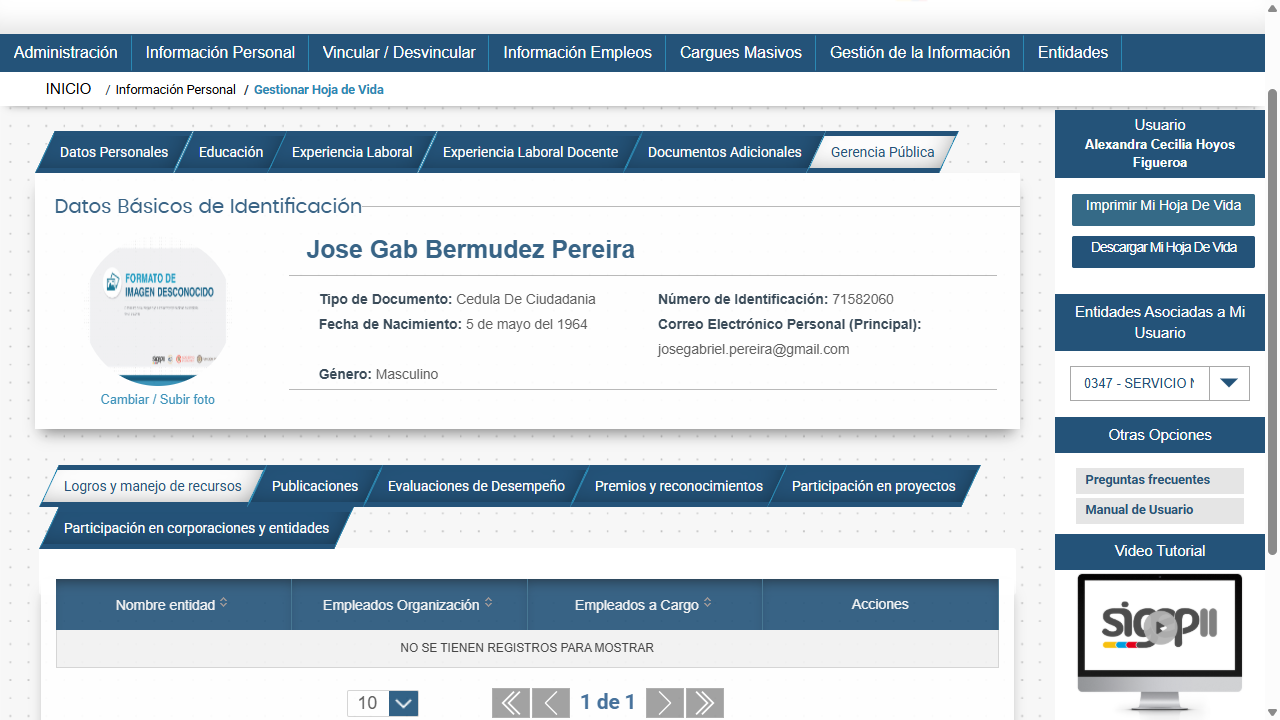 Administración Información Personal Vincular / Desvincular Información Empleos Cargues Masivos Gestión de la Información Entidades
INICIO / Información Personal / Gestionar Hoja de Vida
Datos Personales Educación Experiencia Laboral Experiencia Laboral Docente Documentos Adicionales Gerencia Pública
Datos Básicos de Identificación
FORMATO DE
IMAGEN DESCONOCIDO
Cambiar / Subir foto
Jose Gab Bermudez Pereira
Tipo de Documento: Cedula De Ciudadania
Número de Identificación: 71582060
Fecha de Nacimiento: 5 de mayo del 1964
Correo Electrónico Personal (Principal):
josegabriel.pereira@gmail.com
Género: Masculino
Logros y manejo de recursos Publicaciones Evaluaciones de Desempeño Premios y reconocimientos Participación en proyectos
Participación en corporaciones y entidades
Nombre entidad Empleados Organización Empleados a Cargo Acciones
NO SE TIENEN REGISTROS PARA MOSTRAR
10 1 de 1
Usuario
Alexandra Cecilia Hoyos
Figueroa
Imprimir Mi Hoja De Vida
Descargar Mi Hoja De Vida
Entidades Asociadas a Mi
Usuario
0347 - SERVICIO
Otras Opciones
Preguntas frecuentes
Manual de Usuario
Video Tutorial
sigepII